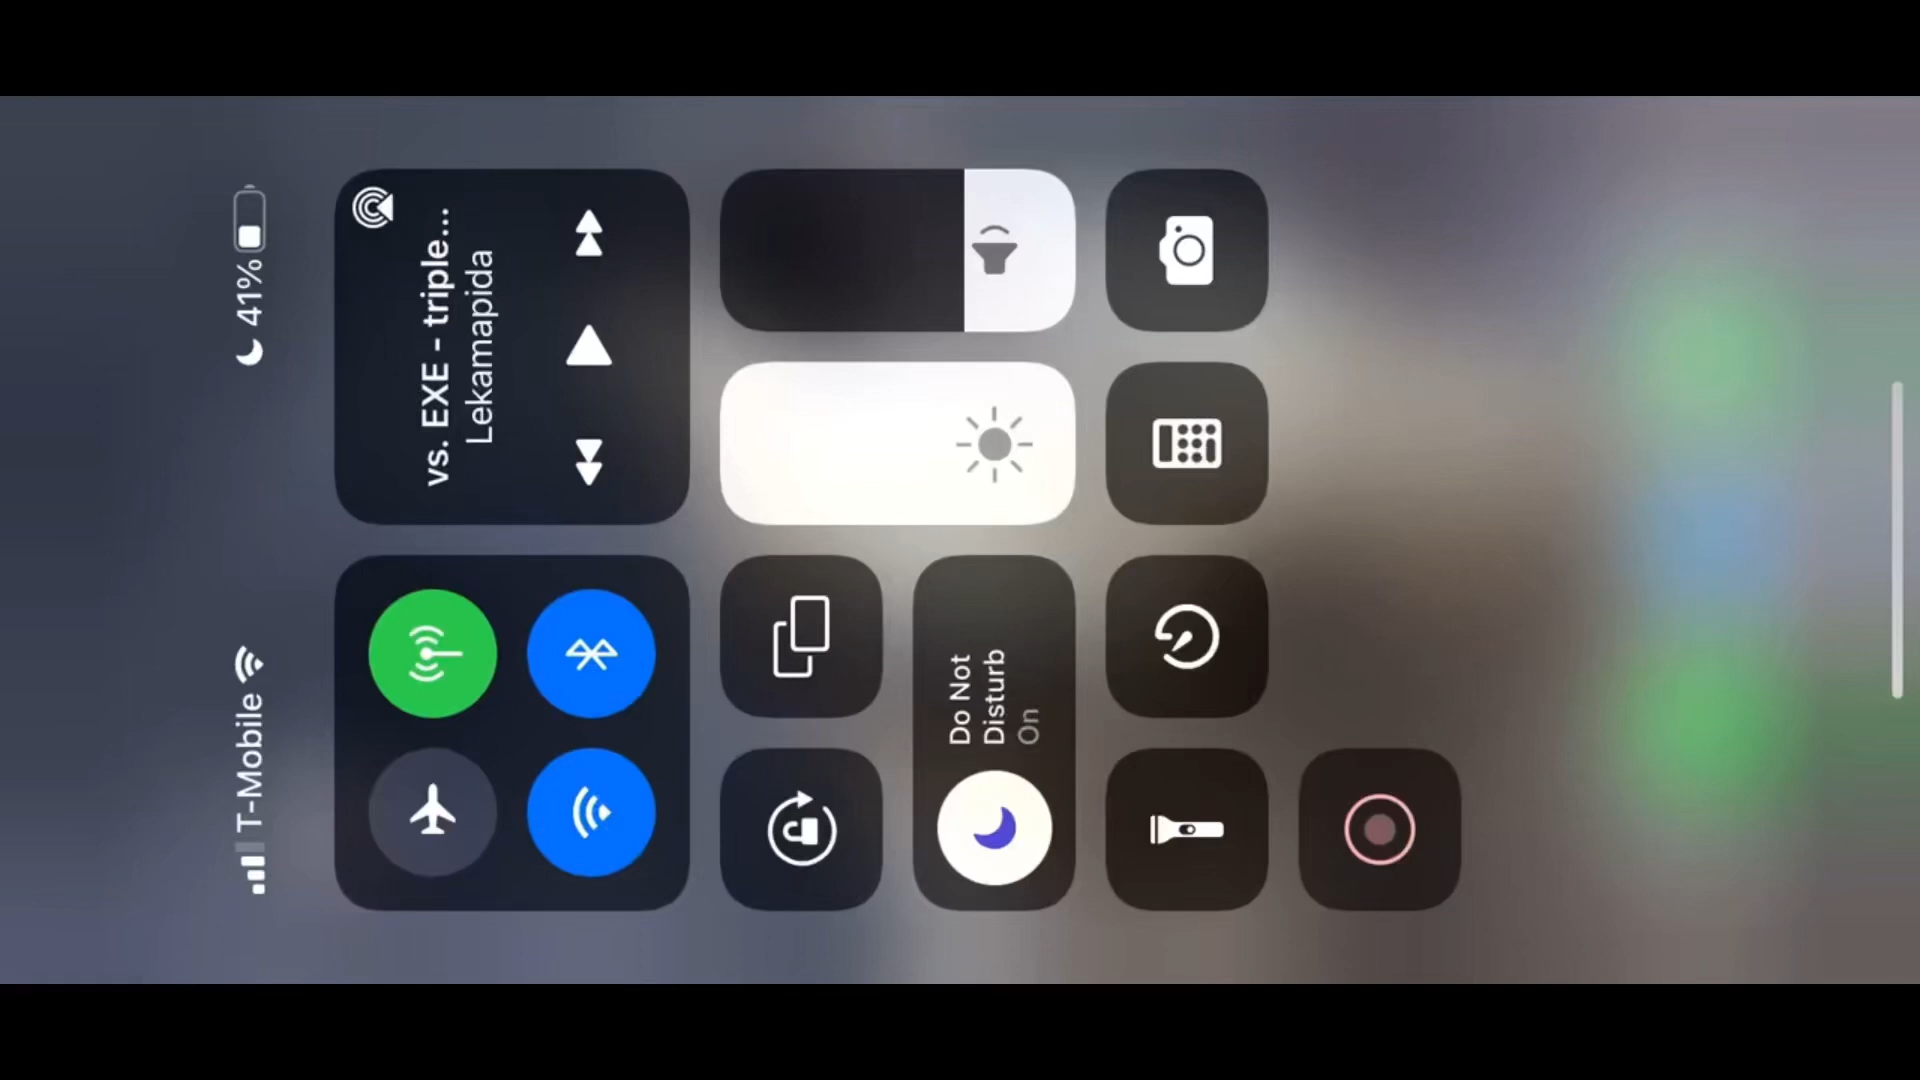 T-Mobile
41%
vs. EXE - triple...
Lekamapida
Do Not
Disturb
On